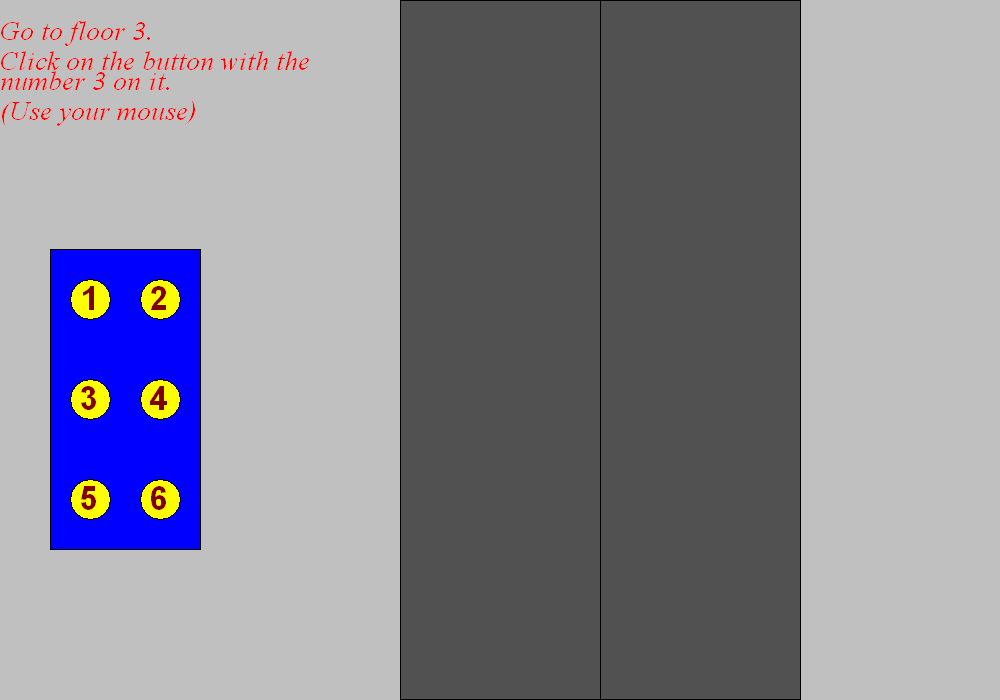 Go to floor 3.
Click on the button with the
number 3 on it.
(Use your mouse)
1 2
3 4
5 6